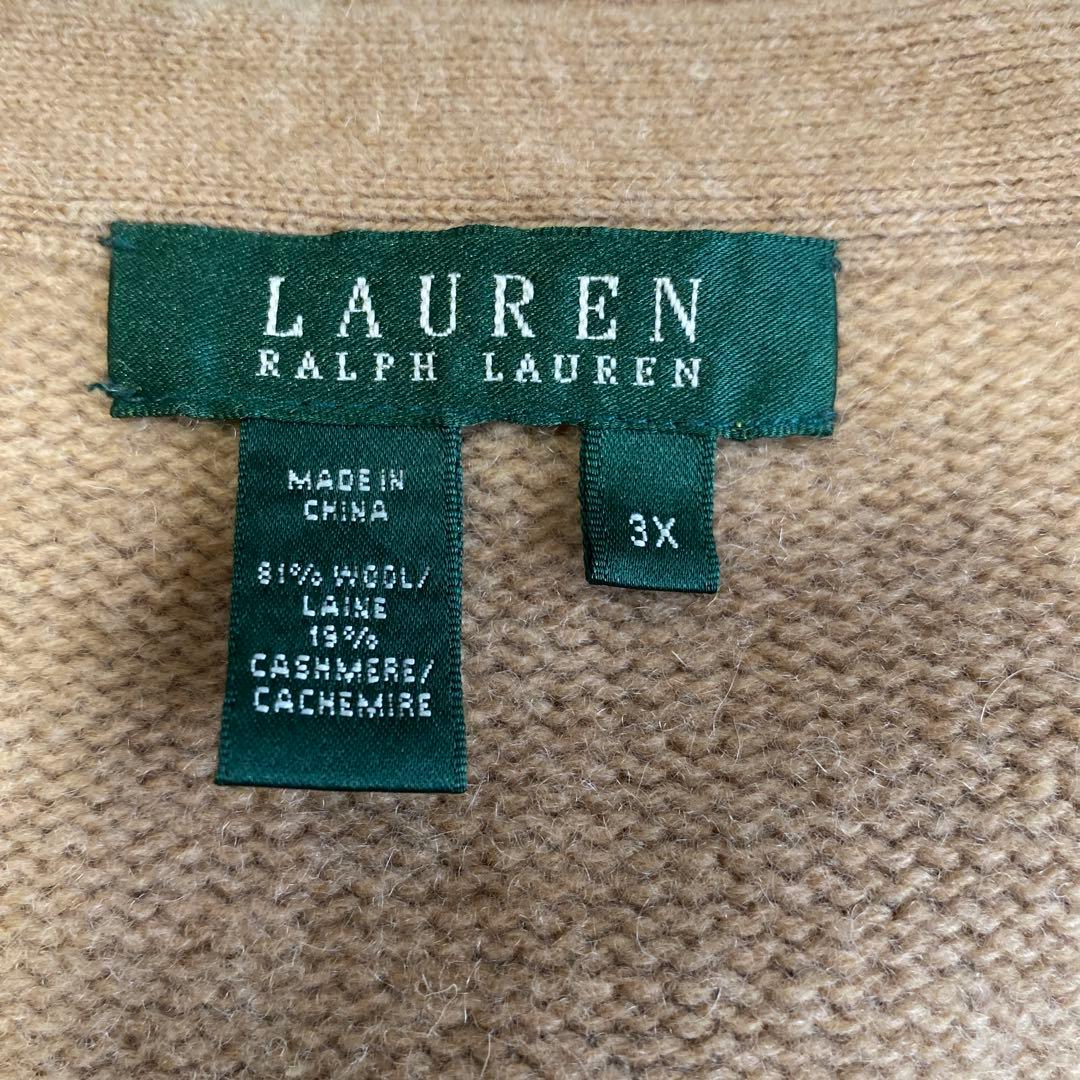 LAUREN
RALPH LAUREN
MADE IN
CHINA
81% WOOL/
LAINE
19%
CASHMERE/
CACHEMIRE
3X